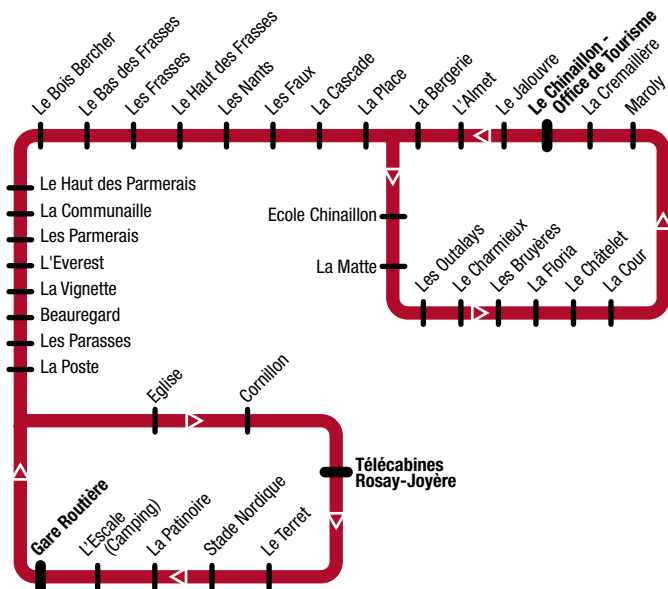 Le Bois Bercher
Le Bas des Frasses
Les Frasses
Le Haut des Frasses
Les Nants
Les Faux
La Cascade
La Place
La Bergerie
L'Almet
Le Jalouvre
Le Chinaillon -
Office de Tourisme
La Cremaillère
Maroly
Le Haut des Parmerais
La Communaille
Les Parmerais
L'Everest
La Vignette
Beauregard
Les Parasses
La Poste
Ecole Chinaillon
La Matte
Les Outalays
Le Charmieux
Les Bruyères
La Floria
Le Châtelet
La Cour
Eglise
Cornillon
Télécabines
Rosay-Joyère
Gare Routière
L'Escale
(Camping)
La Patinoire
Stade Nordique
Le Terret